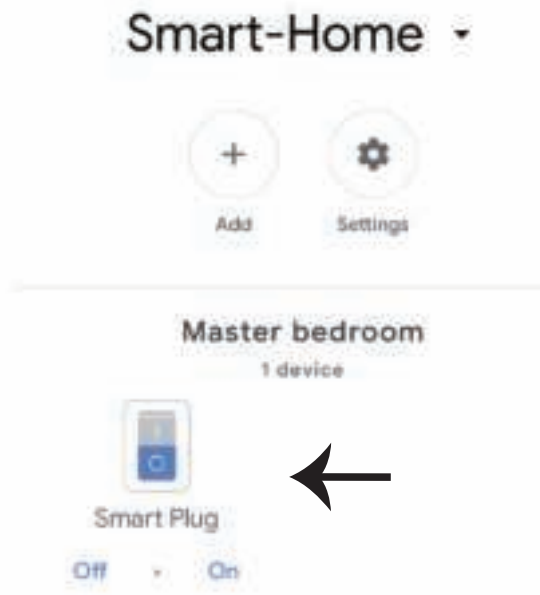 Smart-Home
Add
Settings
Master bedroom
1 device
Smart Plug
Off • On